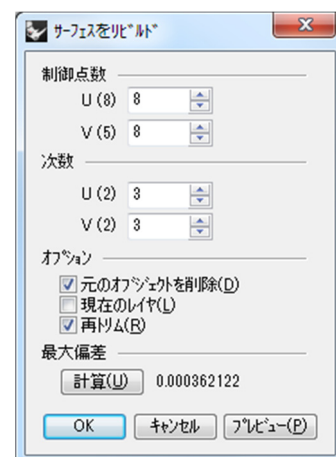 サーフェスをリビルド
制御点数
U (8) 8
V (5) 8
次数
U (2) 3
V (2) 3
オプション
元のオブジェクトを削除(D)
現在のレイヤ(L)
再トリム(R)
最大偏差
計算(U) 0.000362122
OK キャンセル プレビュー(P)